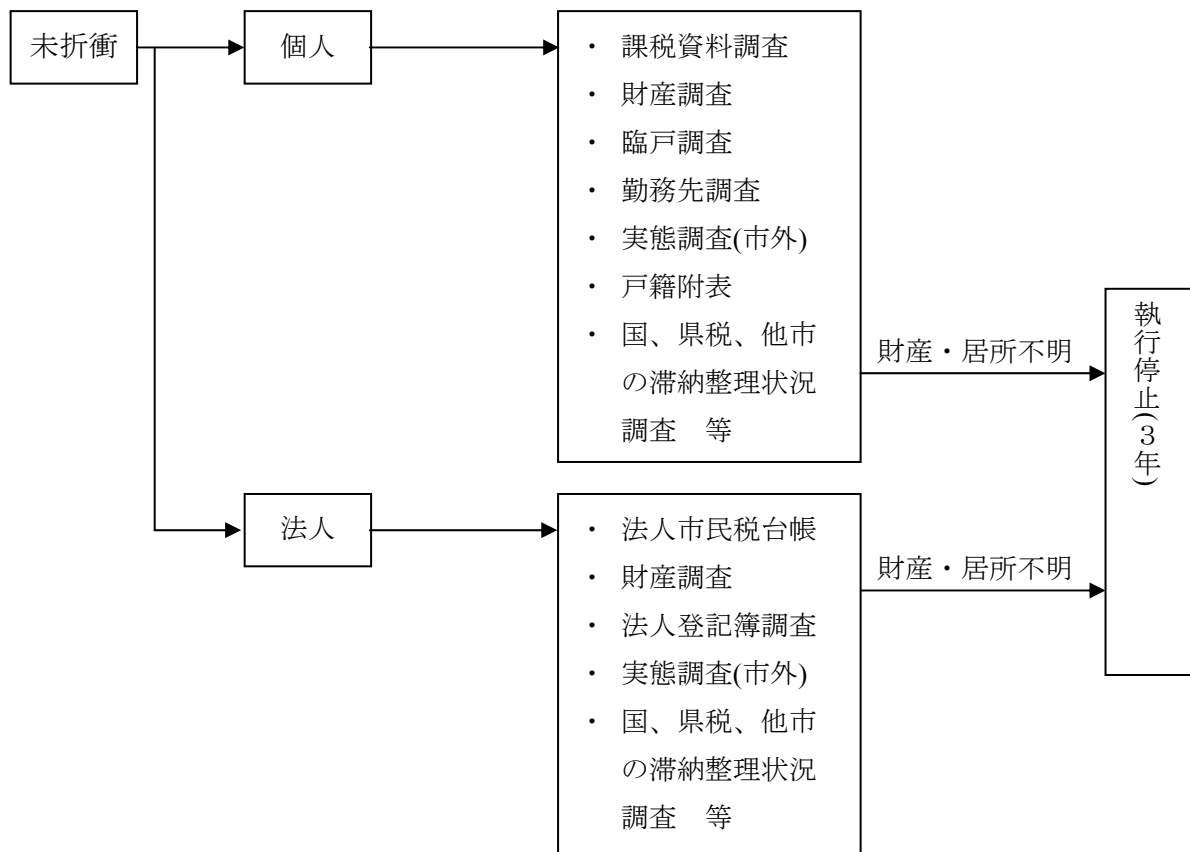 未折衝
個人
・ 課税資料調査
・ 財産調査
・ 臨戸調査
・ 勤務先調査
・ 実態調査(市外)
・ 戸籍附表
・ 国、県税、他市
の滞納整理状況
調査　等
財産・居所不明
執行停止(３年)
法人
・ 法人市民税台帳
・ 財産調査
・ 法人登記簿調査
・ 実態調査(市外)
・ 国、県税、他市
の滞納整理状況
調査　等
財産・居所不明